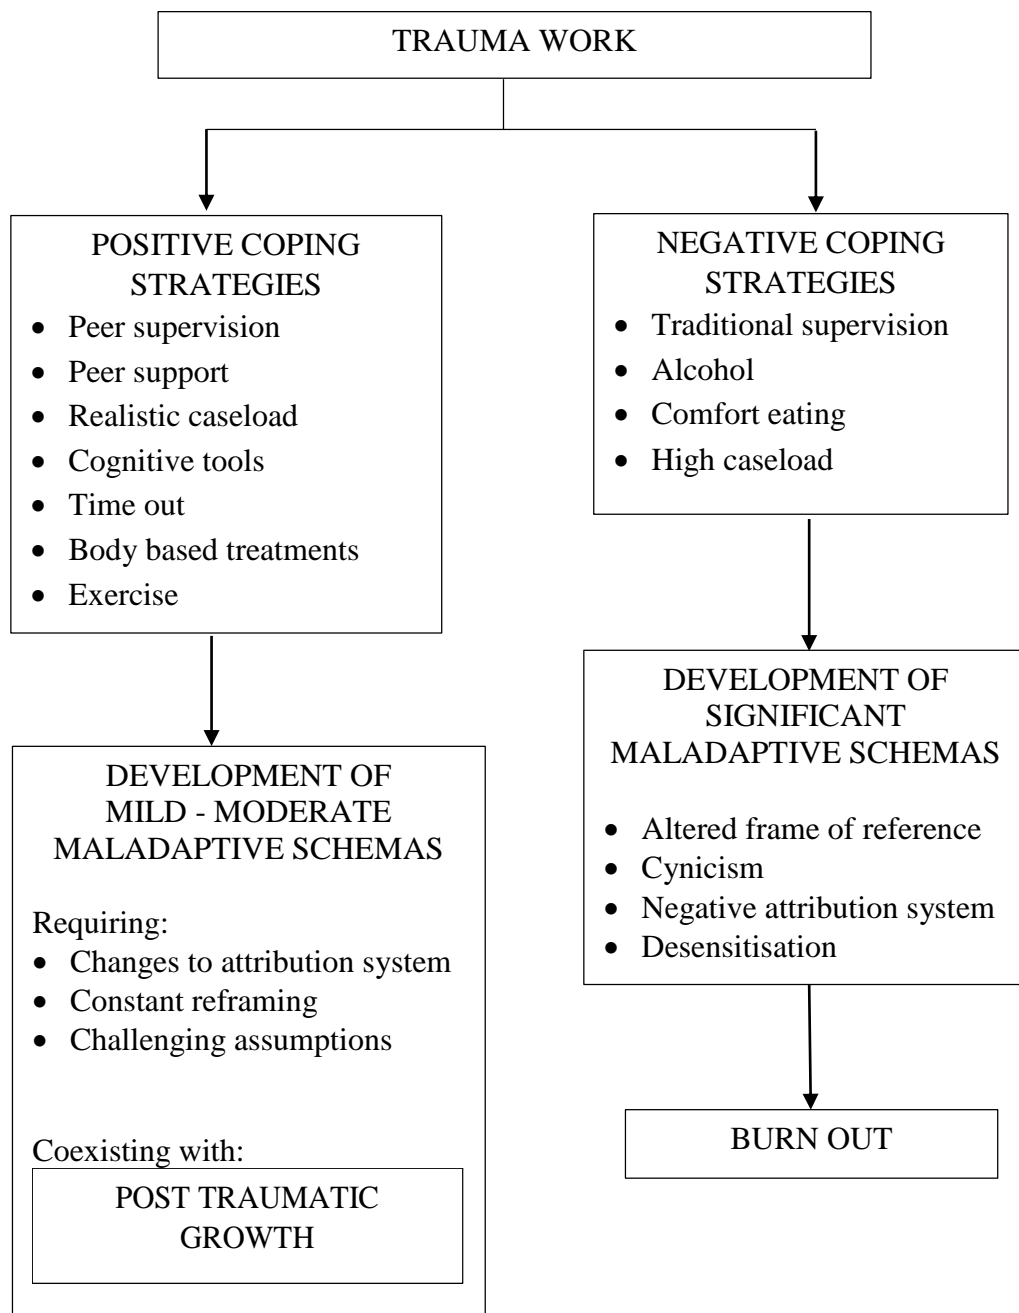 TRAUMA WORK
POSITIVE COPING
STRATEGIES
• Peer supervision
• Peer support
• Realistic caseload
• Cognitive tools
• Time out
• Body based treatments
• Exercise
NEGATIVE COPING
STRATEGIES
• Traditional supervision
• Alcohol
• Comfort eating
• High caseload
DEVELOPMENT OF
MILD - MODERATE
MALADAPTIVE SCHEMAS
Requiring:
• Changes to attribution system
• Constant reframing
• Challenging assumptions
Coexisting with:
POST TRAUMATIC
GROWTH
DEVELOPMENT OF
SIGNIFICANT
MALADAPTIVE SCHEMAS
• Altered frame of reference
• Cynicism
• Negative attribution system
• Desensitisation
BURN OUT